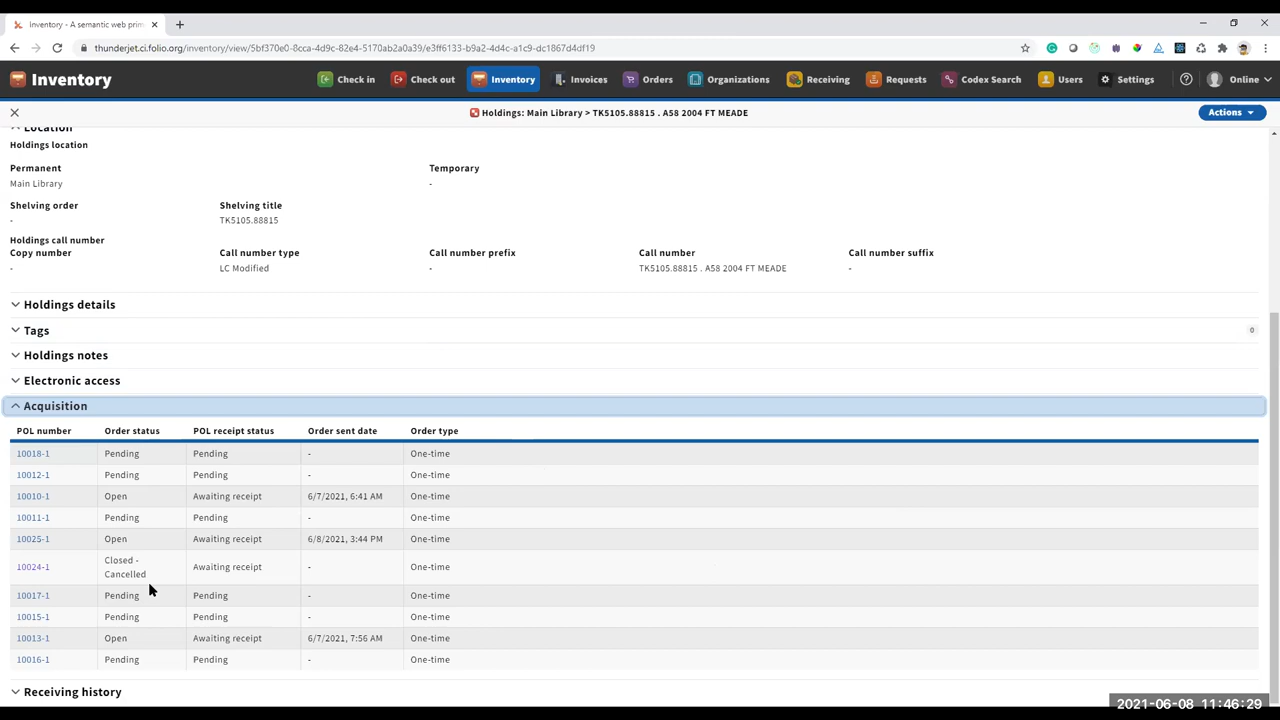 Inventory - A semantic web prim
thunderjet.ci.folio.org/inventory/view/5bf370e0-8cca-4d9c-82e4-5170ab2a0a39/e3ff6133-b9a2-4d4c-a1c9-dc1867d4df19
Inventory Check in Check out Inventory Invoices Orders Organizations Receiving Requests Codex Search Users Settings Online
Holdings: Main Library > TK5105.88815 . A58 2004 FT MEADE Actions
Location
Holdings location
Permanent Temporary
Main Library -
Shelving order Shelving title
- TK5105.88815
Holdings call number
Copy number Call number type Call number prefix Call number Call number suffix
- LC Modified - TK5105.88815 . A58 2004 FT MEADE -
Holdings details
Tags 0
Holdings notes
Electronic access
Acquisition
POL number Order status POL receipt status Order sent date Order type
10018-1 Pending Pending - One-time
10012-1 Pending Pending - One-time
10010-1 Open Awaiting receipt 6/7/2021, 6:41 AM One-time
10011-1 Pending Pending - One-time
10025-1 Open Awaiting receipt 6/8/2021, 3:44 PM One-time
10024-1 Closed - Cancelled Awaiting receipt - One-time
10017-1 Pending Pending - One-time
10015-1 Pending Pending - One-time
10013-1 Open Awaiting receipt 6/7/2021, 7:56 AM One-time
10016-1 Pending Pending - One-time
Receiving history
2021-06-08 11:46:29